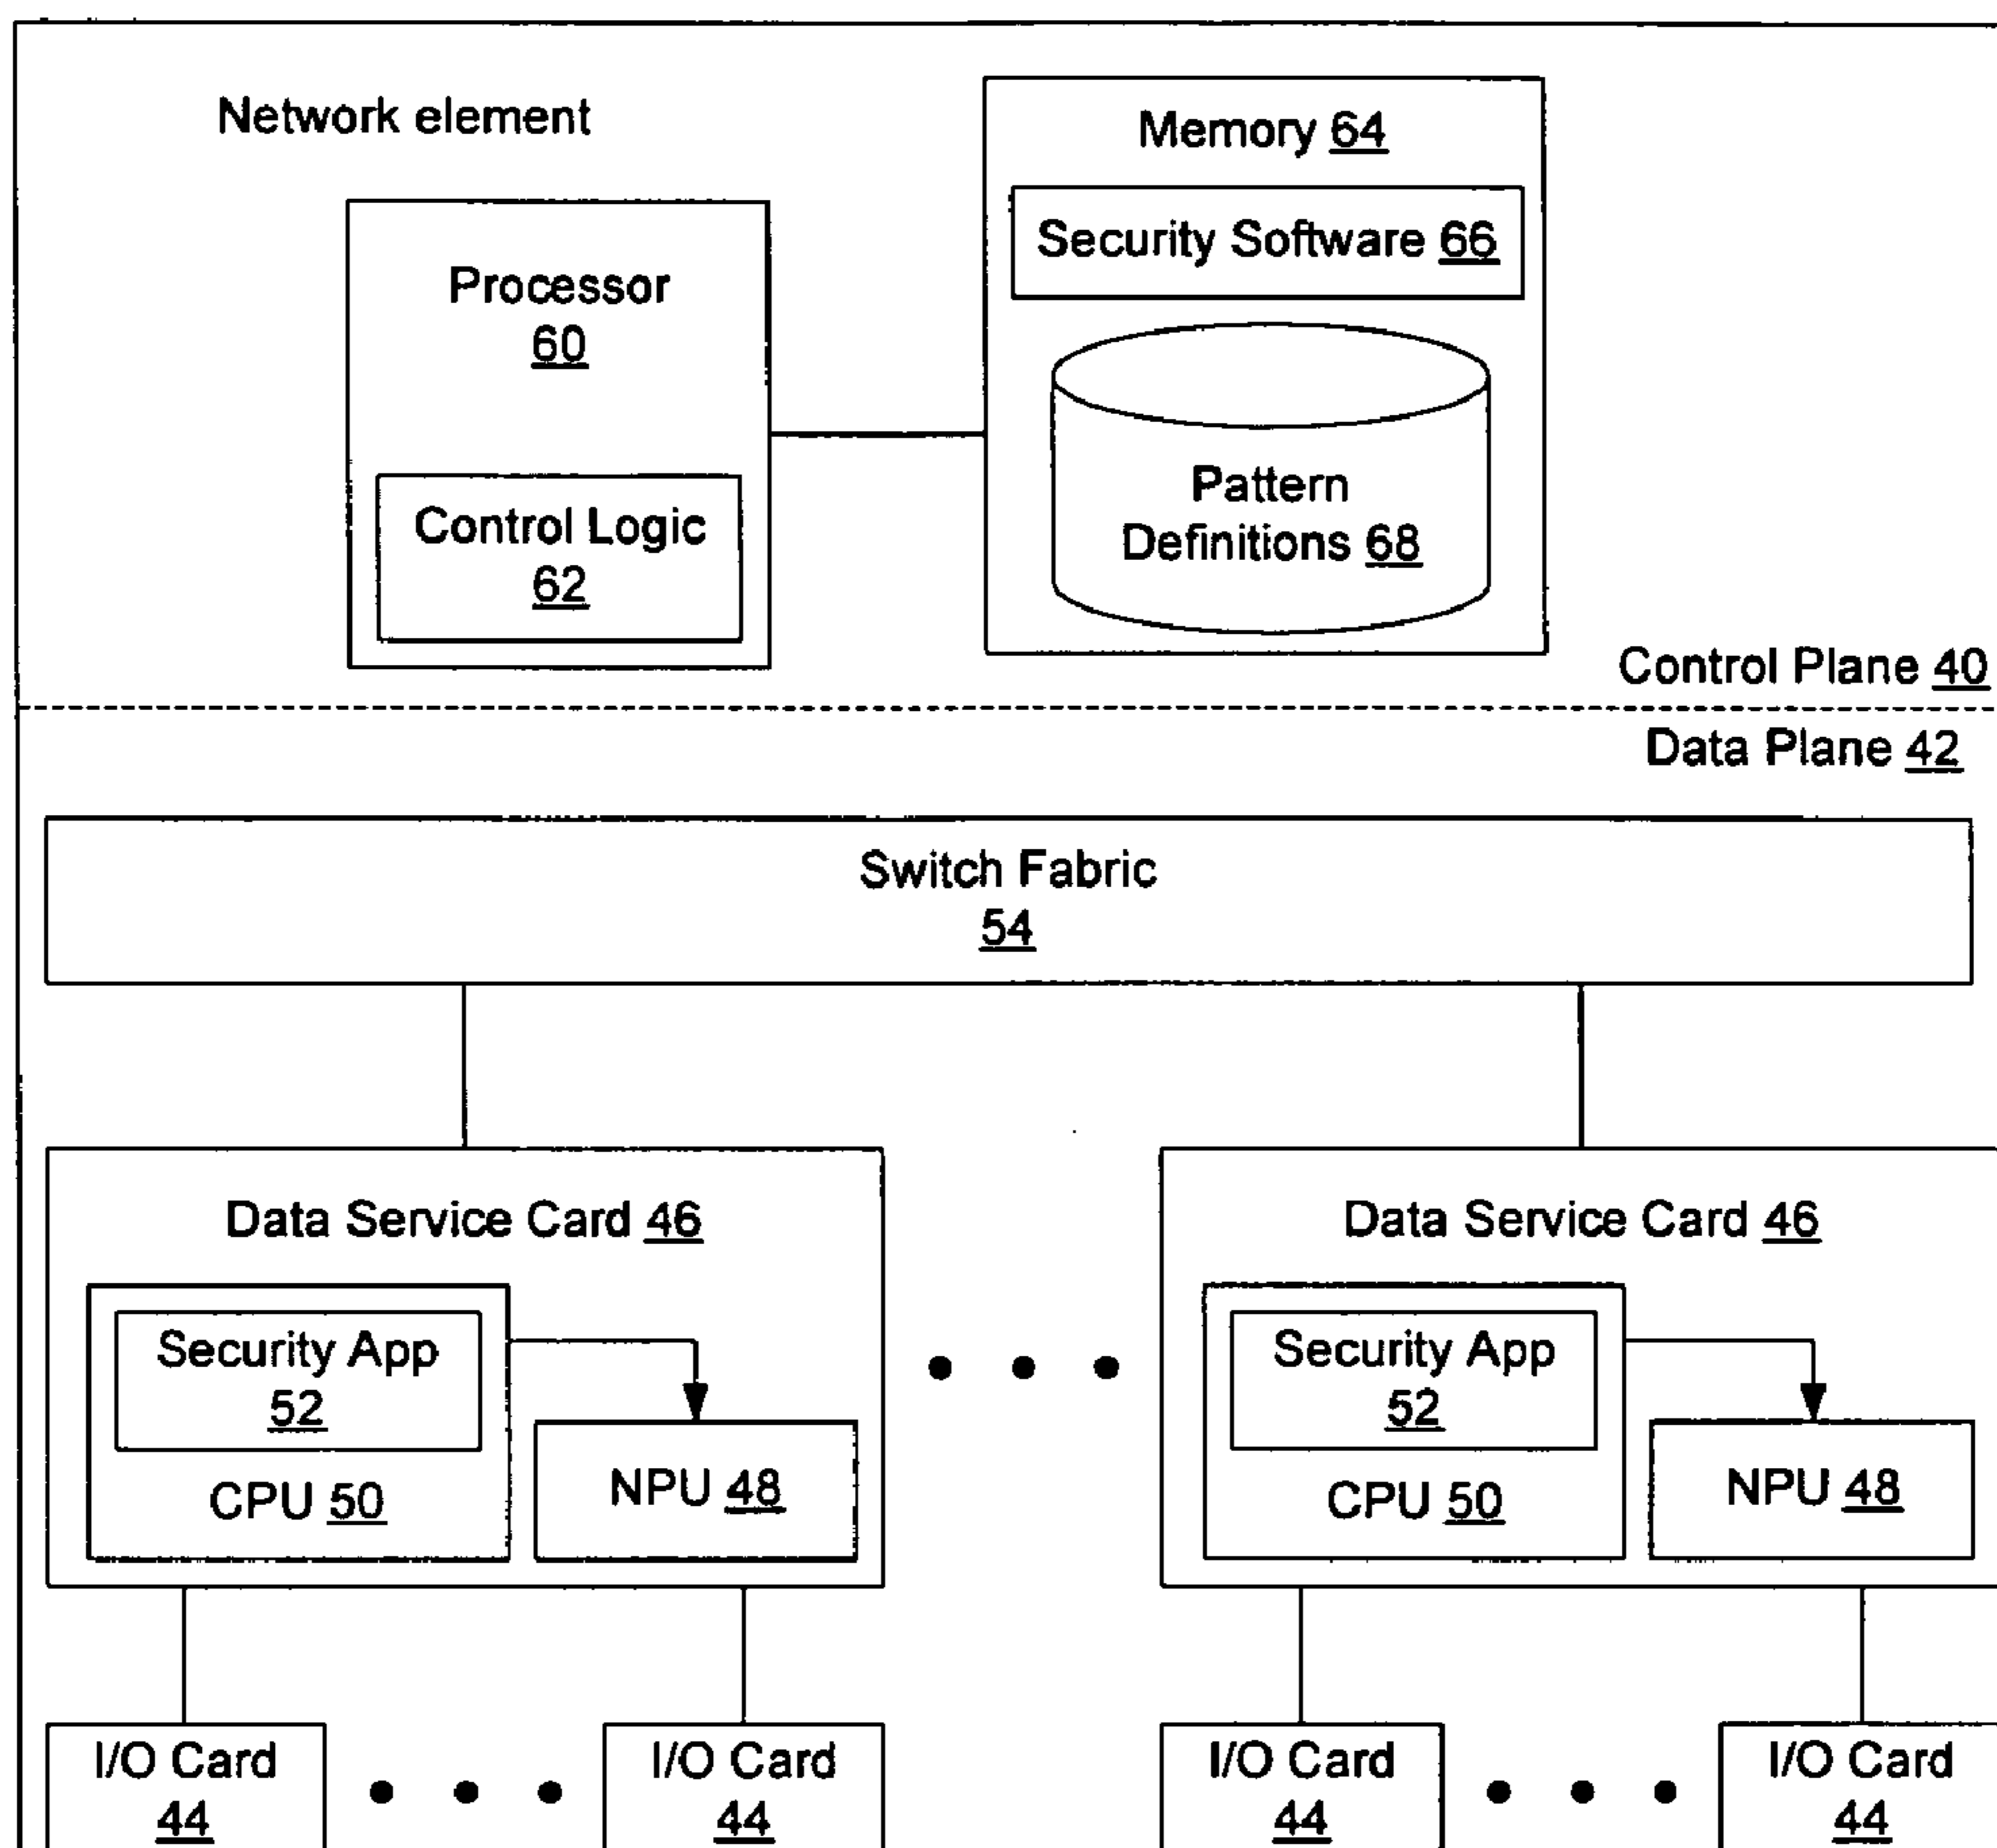 Network element
Memory 64
Security Software 66
Processor
60
Pattern
Definitions 68
Control Logic
62
Control Plane 40
Data Plane 42
Switch Fabric
54
Data Service Card 46
Security App
52
CPU 50
NPU 48
Data Service Card 46
Security App
52
CPU 50
NPU 48
I/O Card
44
I/O Card
44
I/O Card
44
I/O Card
44